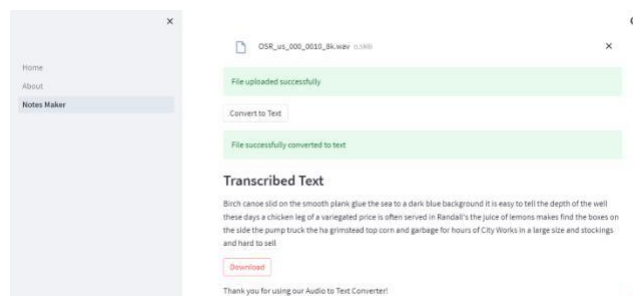 Home
About
Notes Maker
OSR_us_000_0010_8k.wav 0.5MB
File uploaded successfully
Convert to Text
File successfully converted to text
Transcribed Text
Birch canoe slid on the smooth plank glue the sea to a dark blue background it is easy to tell the depth of the well
these days a chicken leg of a variegated price is often served in Randall's the juice of lemons makes find the boxes on
the side the pump truck the ha grimstead top corn and garbage for hours of City Works in a large size and stockings
and hard to sell
Download
Thank you for using our Audio to Text Converter!